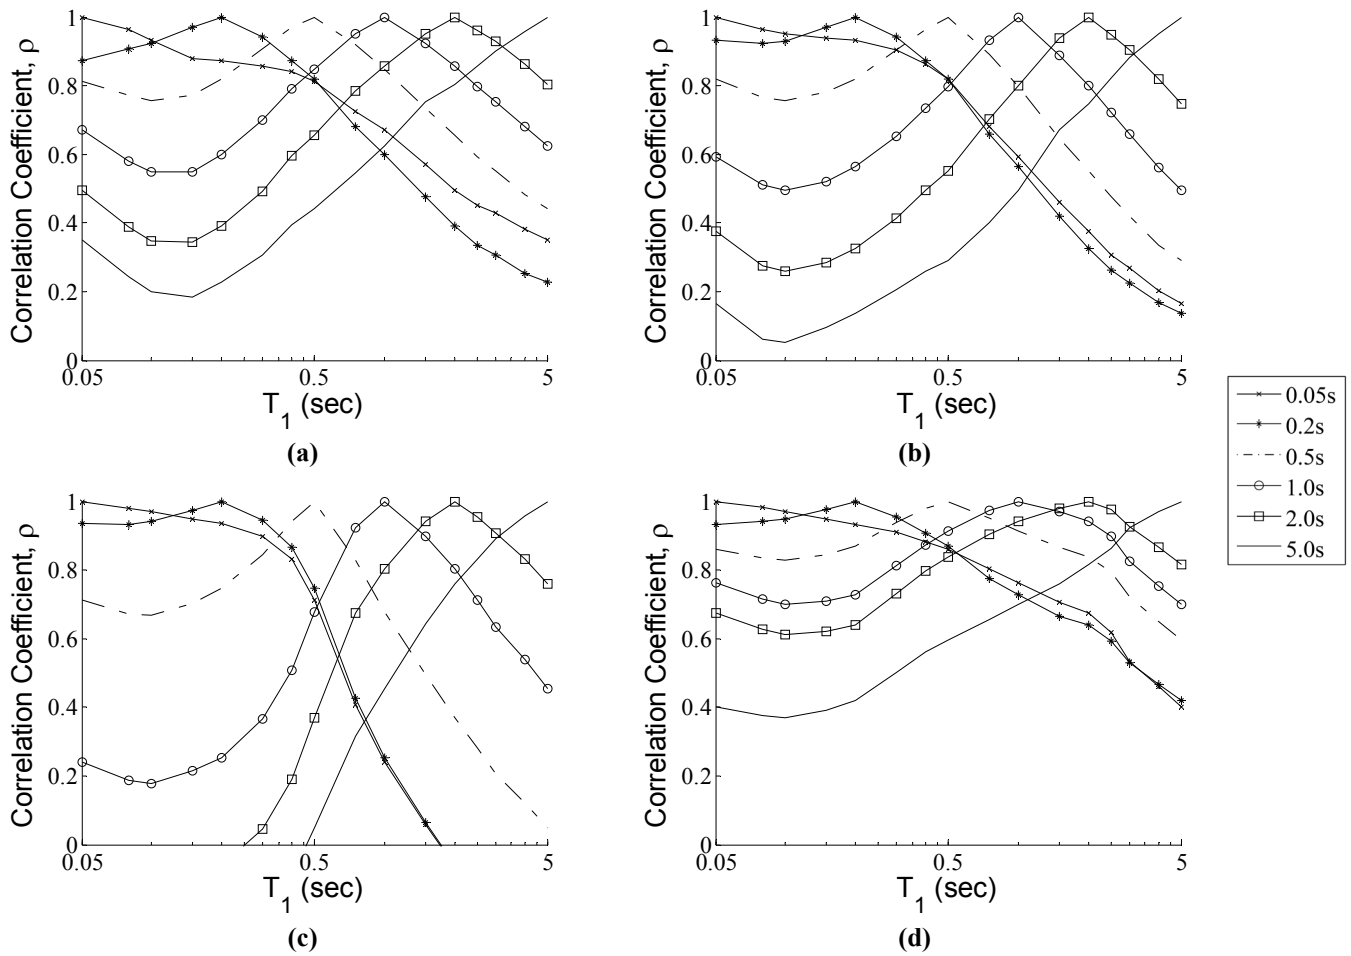 1
0.8
0.6
0.4
0.2
0
0.05
0.5
5
Correlation Coefficient, ρ
T1 (sec)
(a)
1
0.8
0.6
0.4
0.2
0
0.05
0.5
5
Correlation Coefficient, ρ
T1 (sec)
(b)
0.05s
0.2s
0.5s
1.0s
2.0s
5.0s
1
0.8
0.6
0.4
0.2
0
0.05
0.5
5
Correlation Coefficient, ρ
T1 (sec)
(c)
1
0.8
0.6
0.4
0.2
0
0.05
0.5
5
Correlation Coefficient, ρ
T1 (sec)
(d)